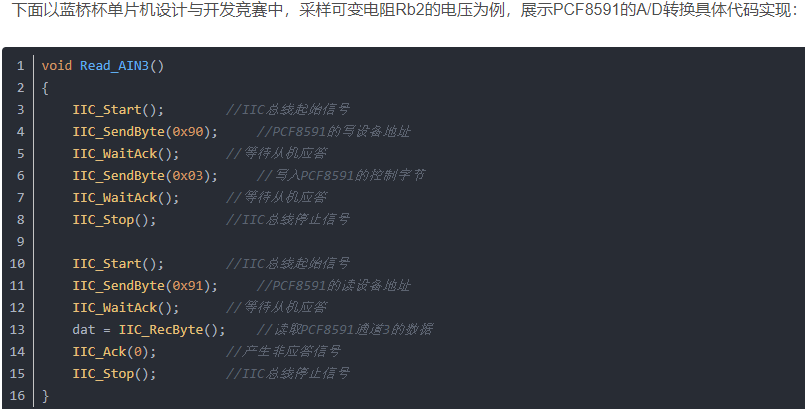 下面以蓝桥杯单片机设计与开发竞赛中，采样可变电阻Rb2的电压为例，展示PCF8591的A/D转换具体代码实现：
1 void Read_AIN3()
2 {
3 IIC_Start(); //IIC总线起始信号
4 IIC_SendByte(0x90); //PCF8591的写设备地址
5 IIC_WaitAck(); //等待从机应答
6 IIC_SendByte(0x03); //写入PCF8591的控制字节
7 IIC_WaitAck(); //等待从机应答
8 IIC_Stop(); //IIC总线停止信号
9
10 IIC_Start(); //IIC总线起始信号
11 IIC_SendByte(0x91); //PCF8591的读设备地址
12 IIC_WaitAck(); //等待从机应答
13 dat = IIC_RecByte(); //读取PCF8591通道3的数据
14 IIC_Ack(0); //产生非应答信号
15 IIC_Stop(); //IIC总线停止信号
16 }